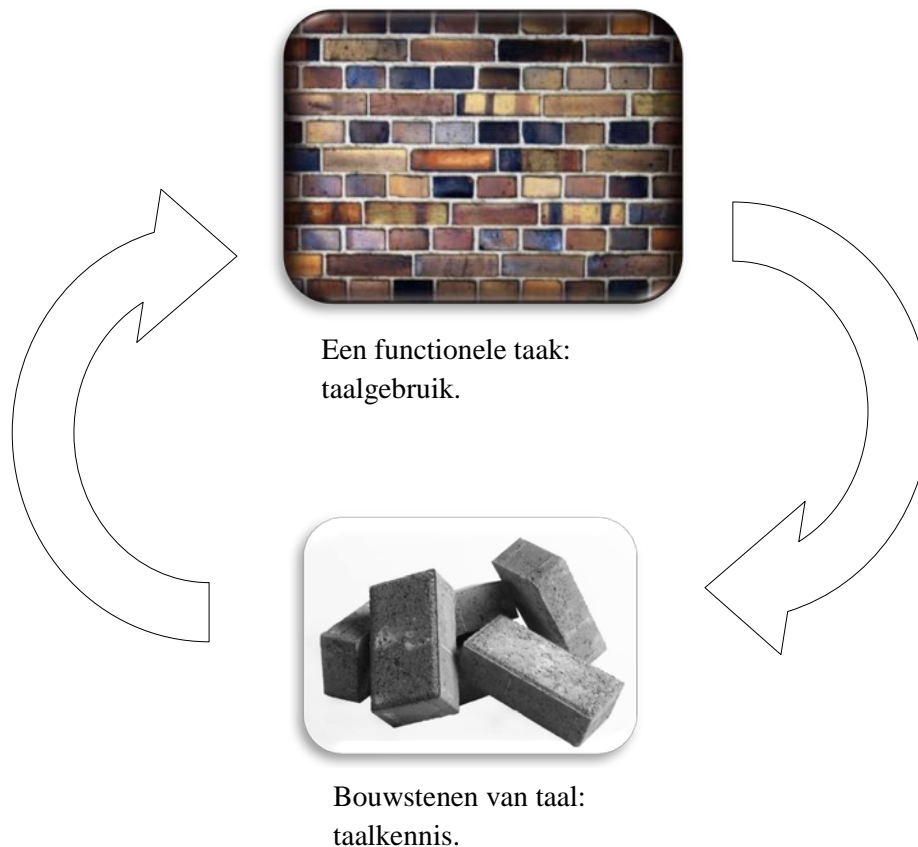 Een functionele taak:
taalgebruik.
Bouwstenen van taal:
taalkennis.